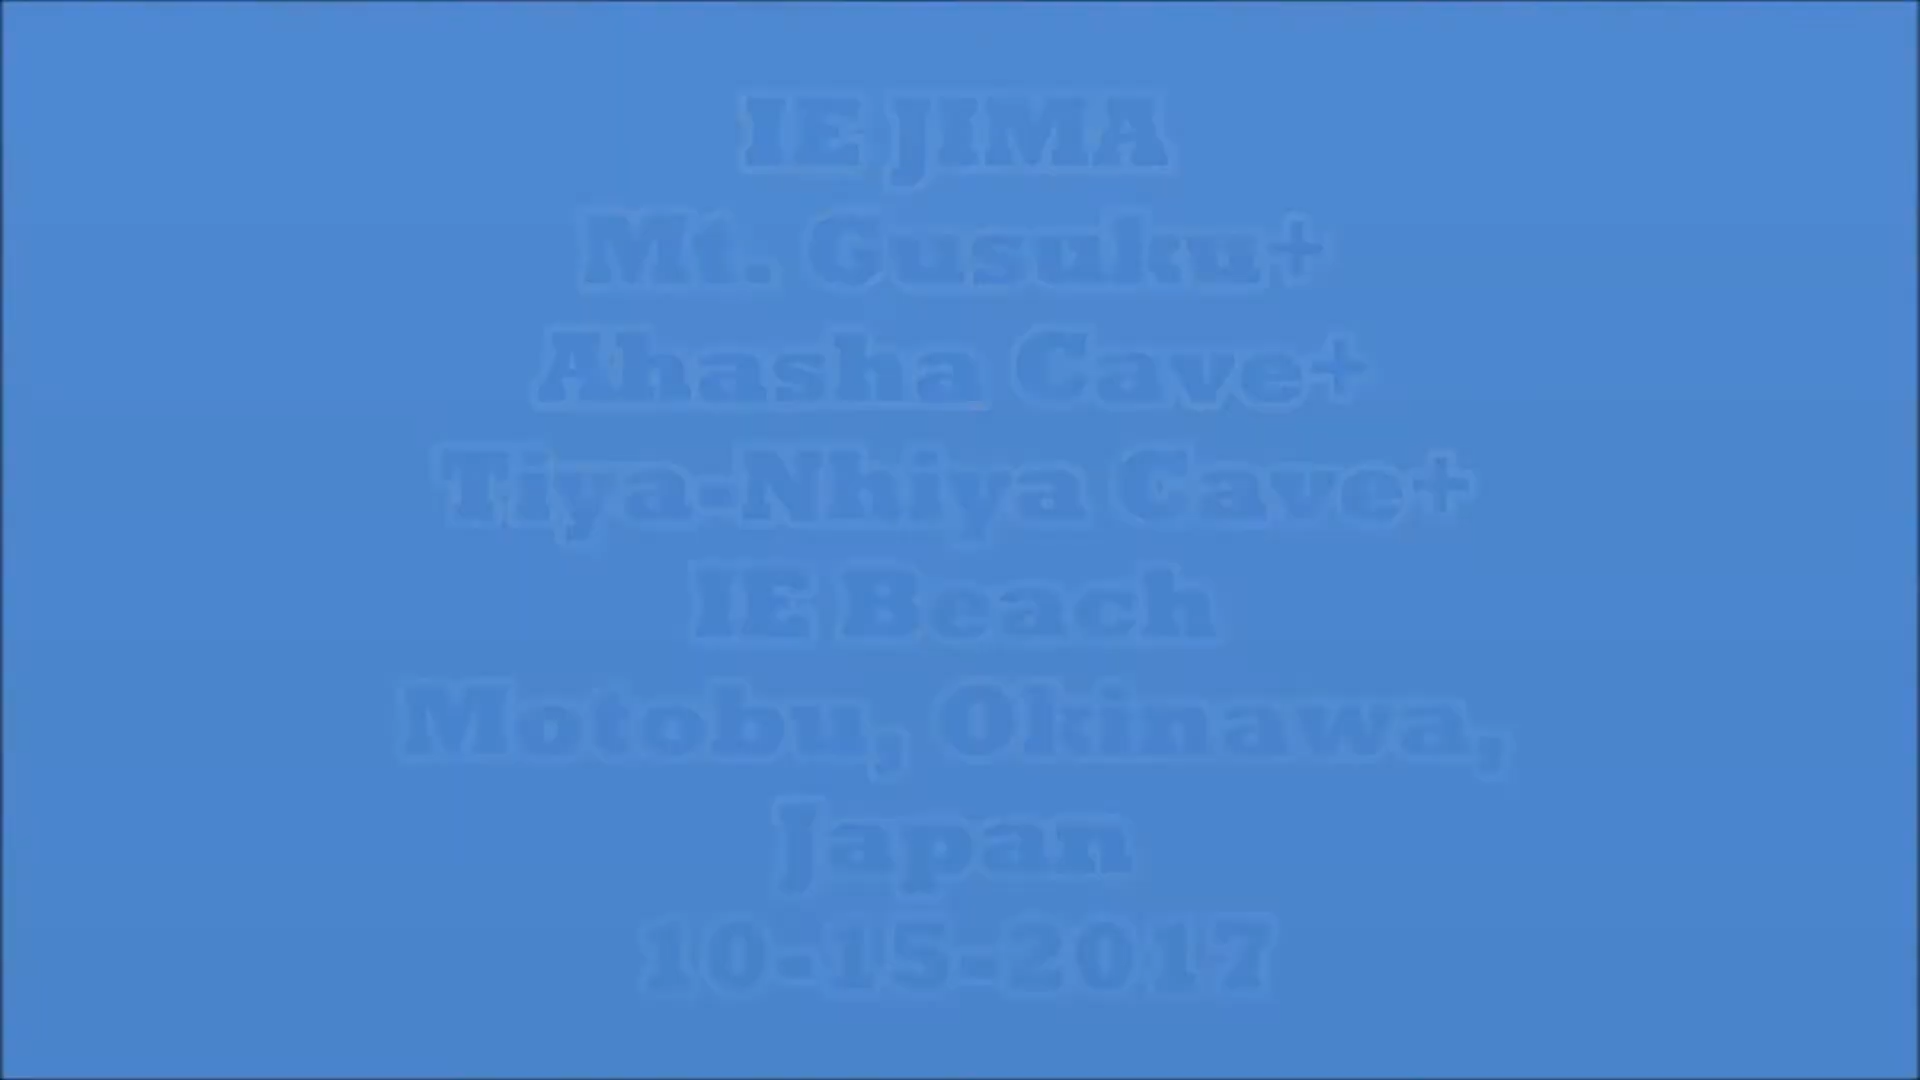 IE JIMA
Mt. Gusuku+
Ahasha Cave+
Tiya-Nhiya Cave+
IE Beach
Motobu, Okinawa,
Japan
10-15-2017